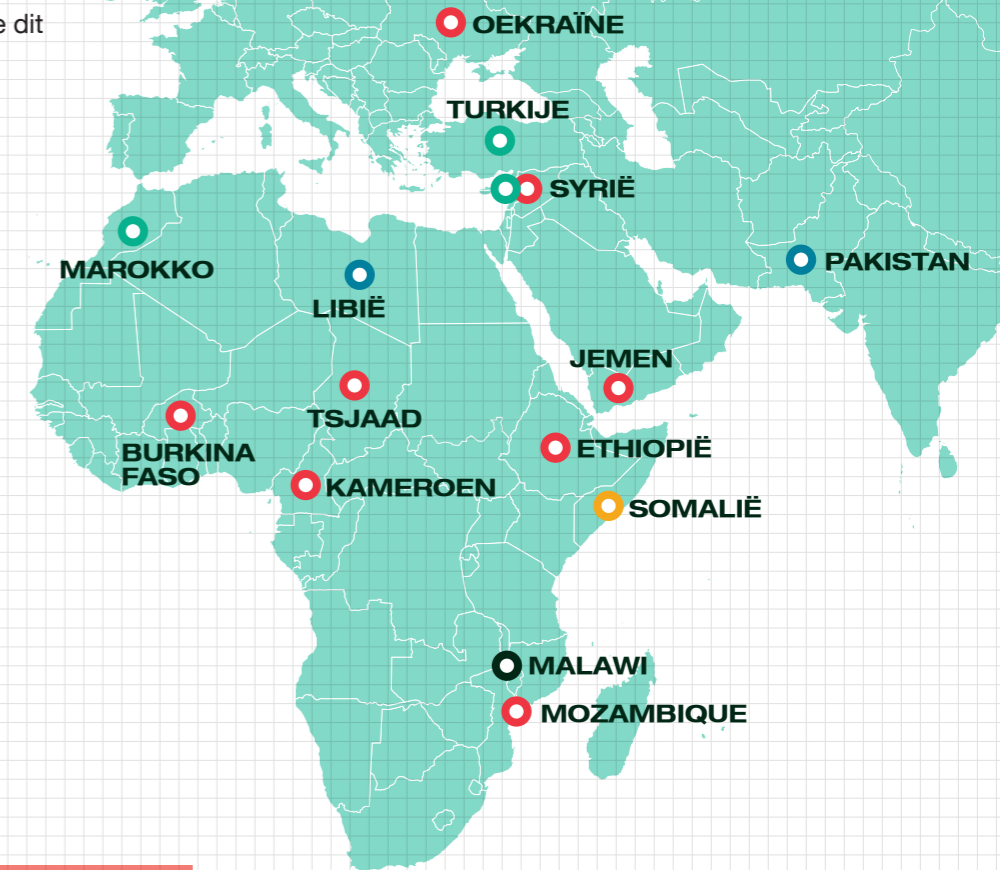 e dit
OEKRAÏNE
TURKIJE
SYRIË
MAROKKO
PAKISTAN
LIBIË
JEMEN
TSJAAD
BURKINA
FASO
ETHIOPIË
KAMEROEN
SOMALIË
MALAWI
MOZAMBIQUE